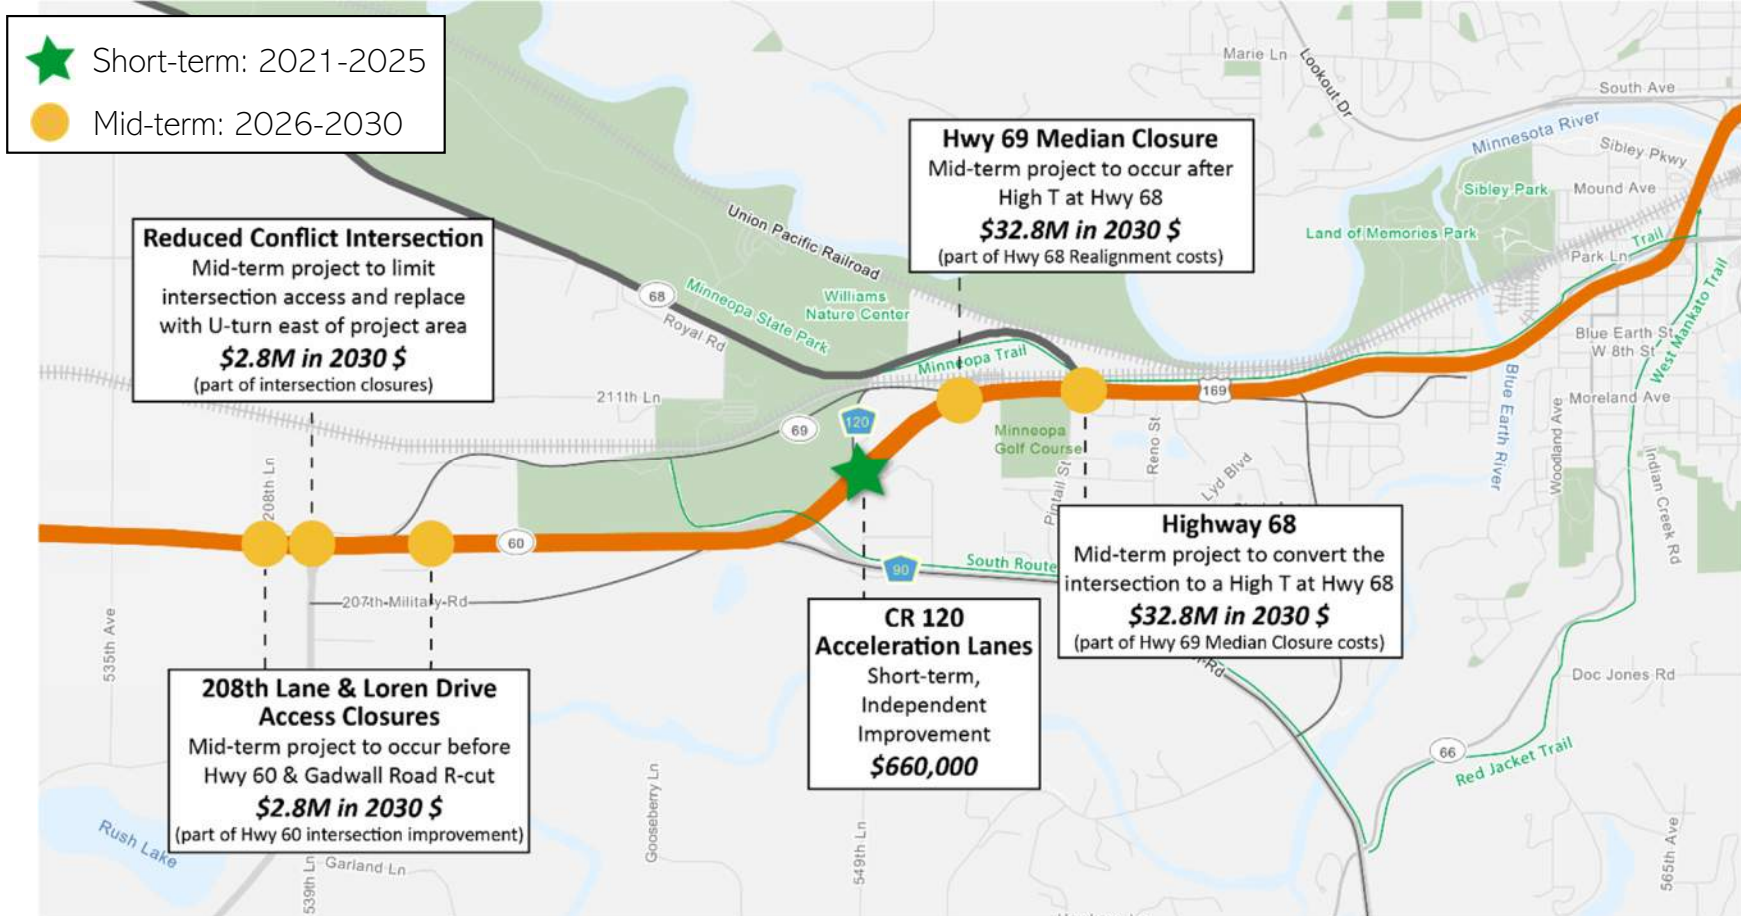 Short-term: 2021-2025
Mid-term: 2026-2030
Marie Ln
Lookout Dr
South Ave
Minnesota River
Sibley Pkwy
Sibley Park
Mound Ave
Land of Memories Park
Trail
Park Ln
Hwy 69 Median Closure
Mid-term project to occur after
High T at Hwy 68
$32.8M in 2030 $
(part of Hwy 68 Realignment costs)
Reduced Conflict Intersection
Mid-term project to limit
intersection access and replace
with U-turn east of project area
$2.8M in 2030 $
(part of intersection closures)
Union Pacific Railroad
68
Royal Rd
Minneopa State Park
Williams
Nature Center
Minneopa Trail
169
Blue Earth St
W 8th St
West Mankato Trail
Moreland Ave
Blue Earth River
Woodland Ave
Indian Creek Rd
211th Ln
69
120
Minneopa
Golf Course
Pintail St
Reno St
Lyd Blvd
208th Ln
60
90
South Route
207th Military Rd
535th Ave
Highway 68
Mid-term project to convert the
intersection to a High T at Hwy 68
$32.8M in 2030 $
(part of Hwy 69 Median Closure costs)
Rd
CR 120
Acceleration Lanes
Short-term,
Independent
Improvement
$660,000
208th Lane & Loren Drive
Access Closures
Mid-term project to occur before
Hwy 60 & Gadwall Road R-cut
$2.8M in 2030 $
(part of Hwy 60 intersection improvement)
Doc Jones Rd
66
Red Jacket Trail
Rush Lake
539th Ln
Garland Ln
Gooseberry Ln
549th Ln
565th Ave